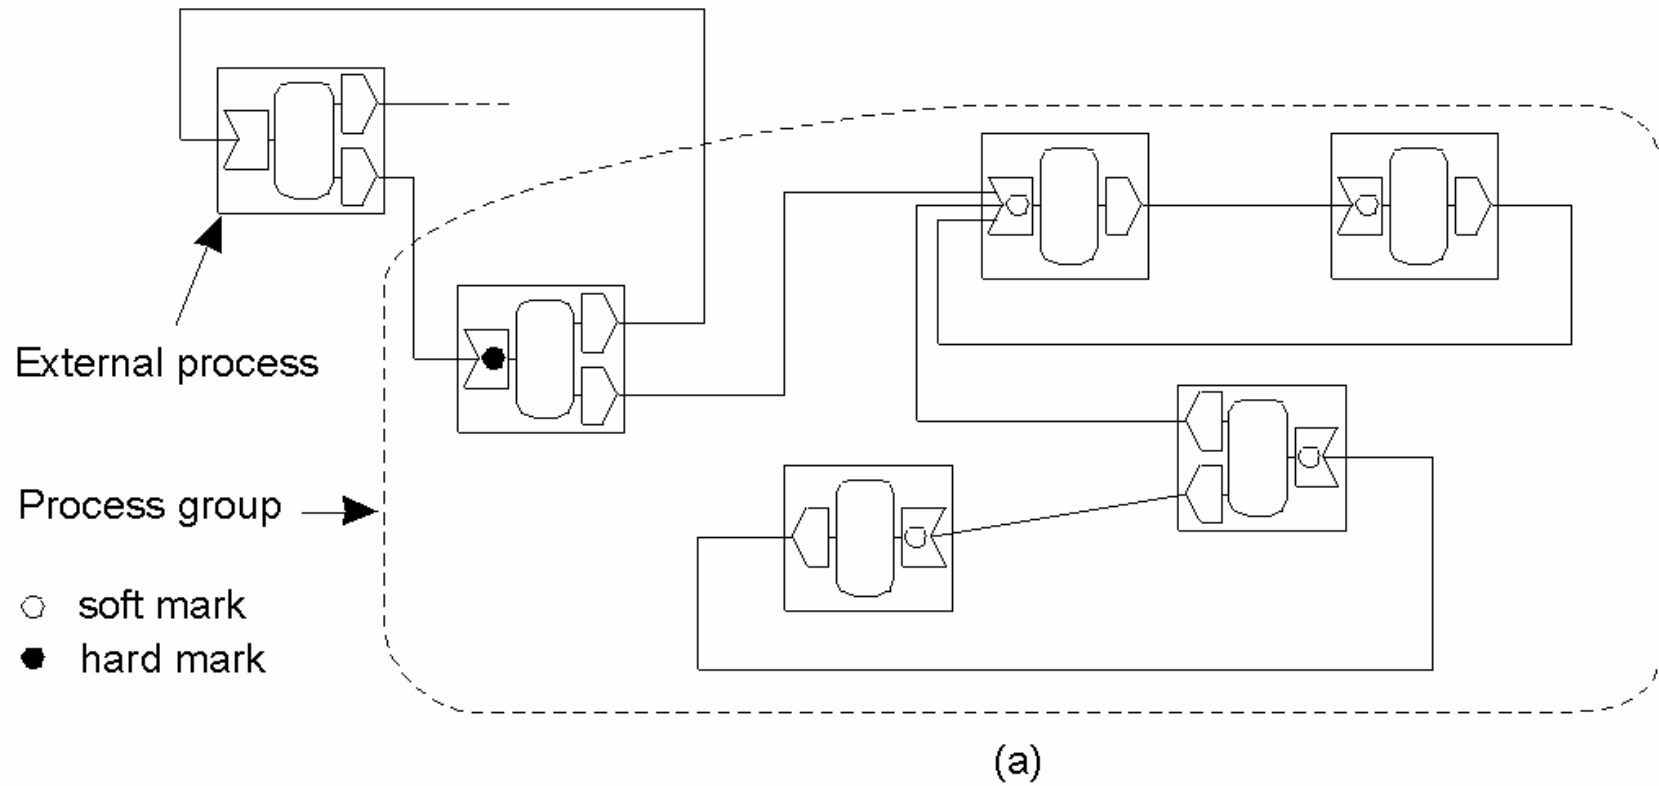 External process
Process group
soft mark
hard mark
(a)